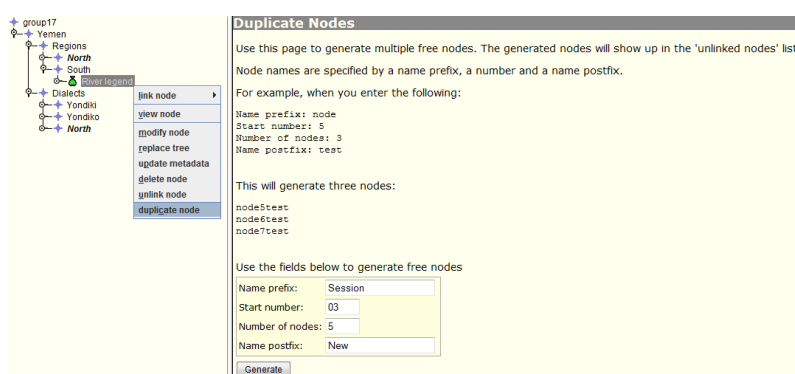 group17
Yemen
Regions
North
South
River legend
Dialects
Yondiki
Yondiko
North
link node
view node
modify node
replace tree
update metadata
delete node
unlink node
duplicate node
Duplicate Nodes
Use this page to generate multiple free nodes. The generated nodes will show up in the 'unlinked nodes' list
Node names are specified by a name prefix, a number and a name postfix.
For example, when you enter the following:
Name prefix: node
Start number: 5
Number of nodes: 3
Name postfix: test
This will generate three nodes:
node5test
node6test
node7test
Use the fields below to generate free nodes
Name prefix: Session
Start number: 03
Number of nodes: 5
Name postfix: New
Generate